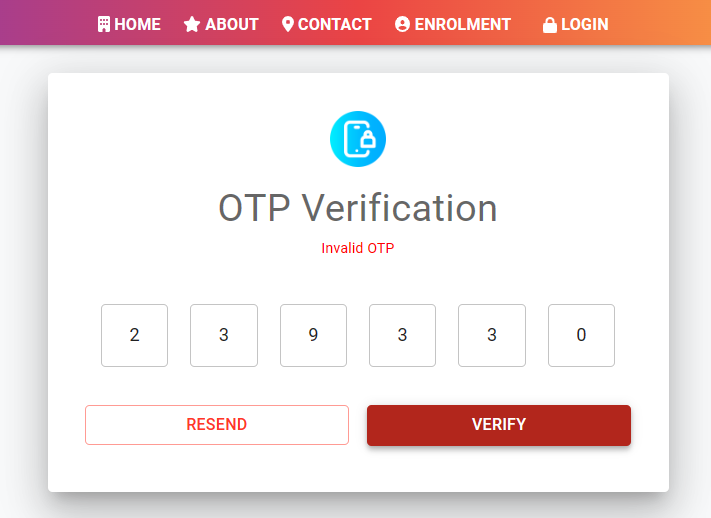 HOME ABOUT CONTACT ENROLMENT LOGIN
OTP Verification
Invalid OTP
2 3 9 3 3 0
RESEND VERIFY